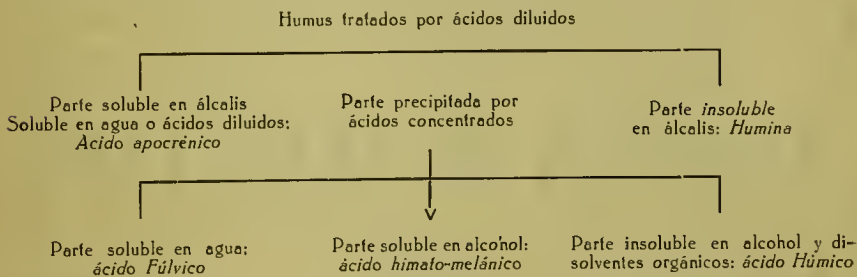 Humus tratados por ácidos diluidos
Parte soluble en álcalis
Soluble en agua o ácidos diluidos:
Acido apocrénico
Parte precipitada por
ácidos concentrados
Parte insoluble
en álcalis: Humina
Parte soluble en agua:
ácido Fúlvico
Parte soluble en alcohol:
ácido himato-melánico
Parte insoluble en alcohol y di-
solventes orgánicos: ácido Húmico